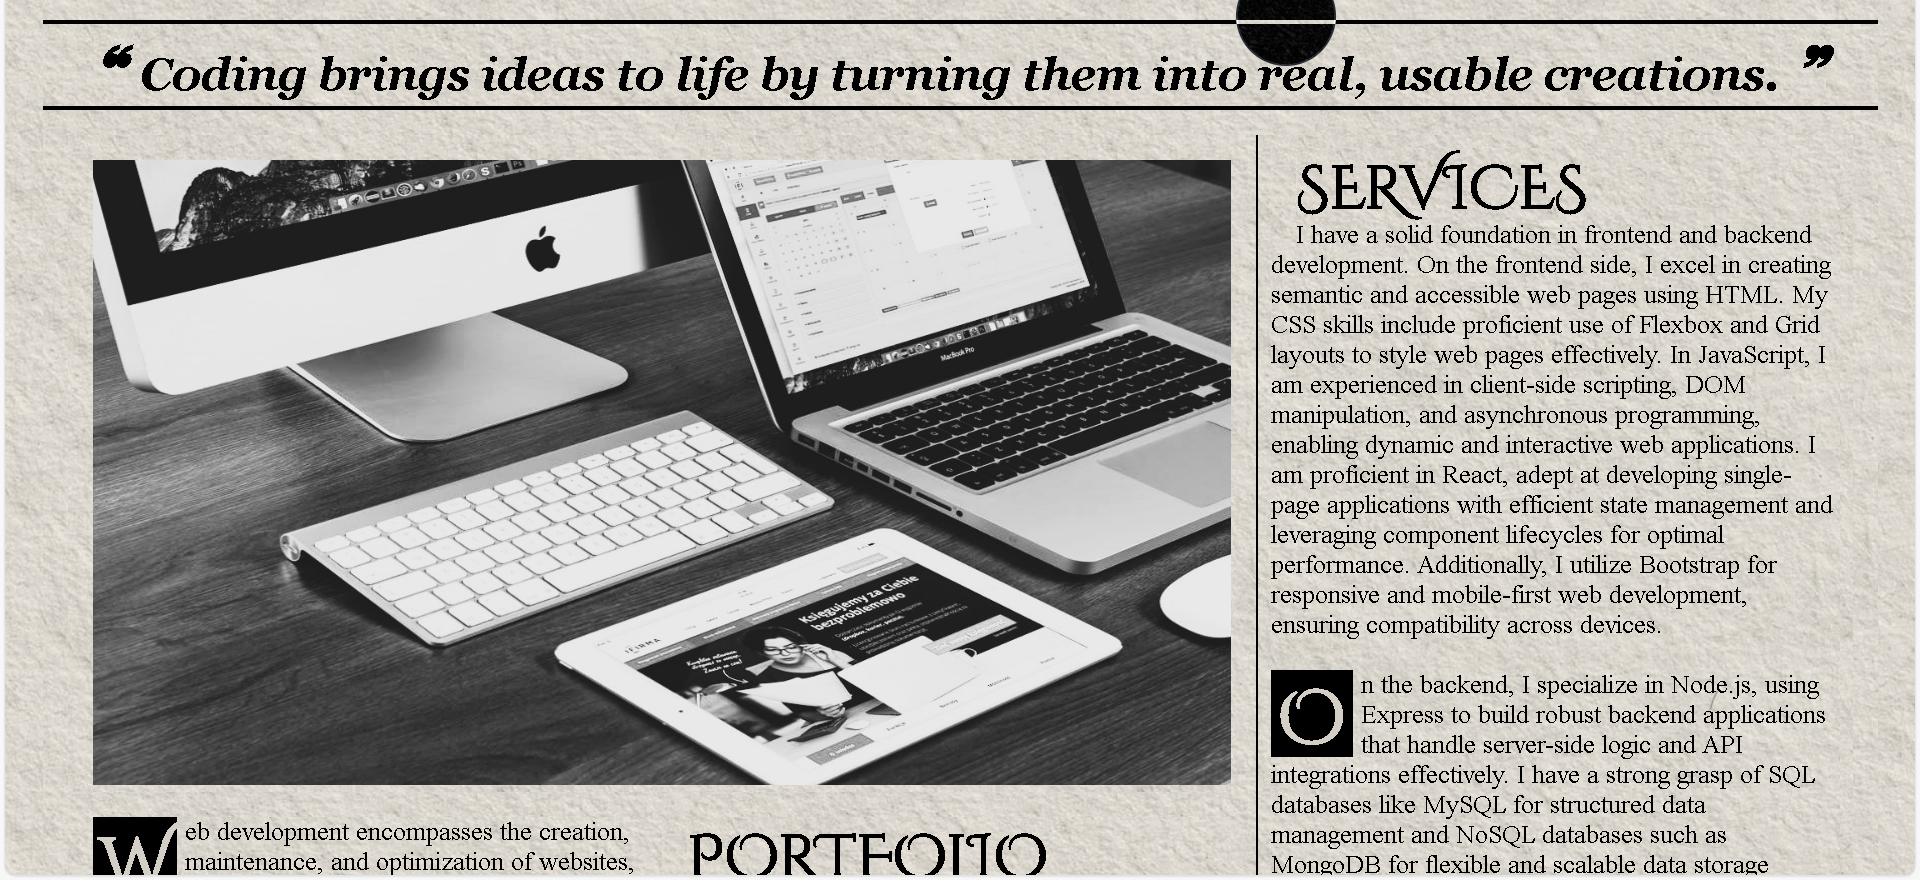 ❝ Coding brings ideas to life by turning them into real, usable creations. ❞
MacBook Pro
Księgujemy za Ciebie
bezproblemowo
IFIRMA
SERVICES
I have a solid foundation in frontend and backend
development. On the frontend side, I excel in creating
semantic and accessible web pages using HTML. My
CSS skills include proficient use of Flexbox and Grid
layouts to style web pages effectively. In JavaScript, I
am experienced in client-side scripting, DOM
manipulation, and asynchronous programming,
enabling dynamic and interactive web applications. I
am proficient in React, adept at developing single-
page applications with efficient state management and
leveraging component lifecycles for optimal
performance. Additionally, I utilize Bootstrap for
responsive and mobile-first web development,
ensuring compatibility across devices.
On the backend, I specialize in Node.js, using
Express to build robust backend applications
that handle server-side logic and API
integrations effectively. I have a strong grasp of SQL
databases like MySQL for structured data
management and NoSQL databases such as
MongoDB for flexible and scalable data storage
Web development encompasses the creation,
maintenance, and optimization of websites,
PORTFOLIO